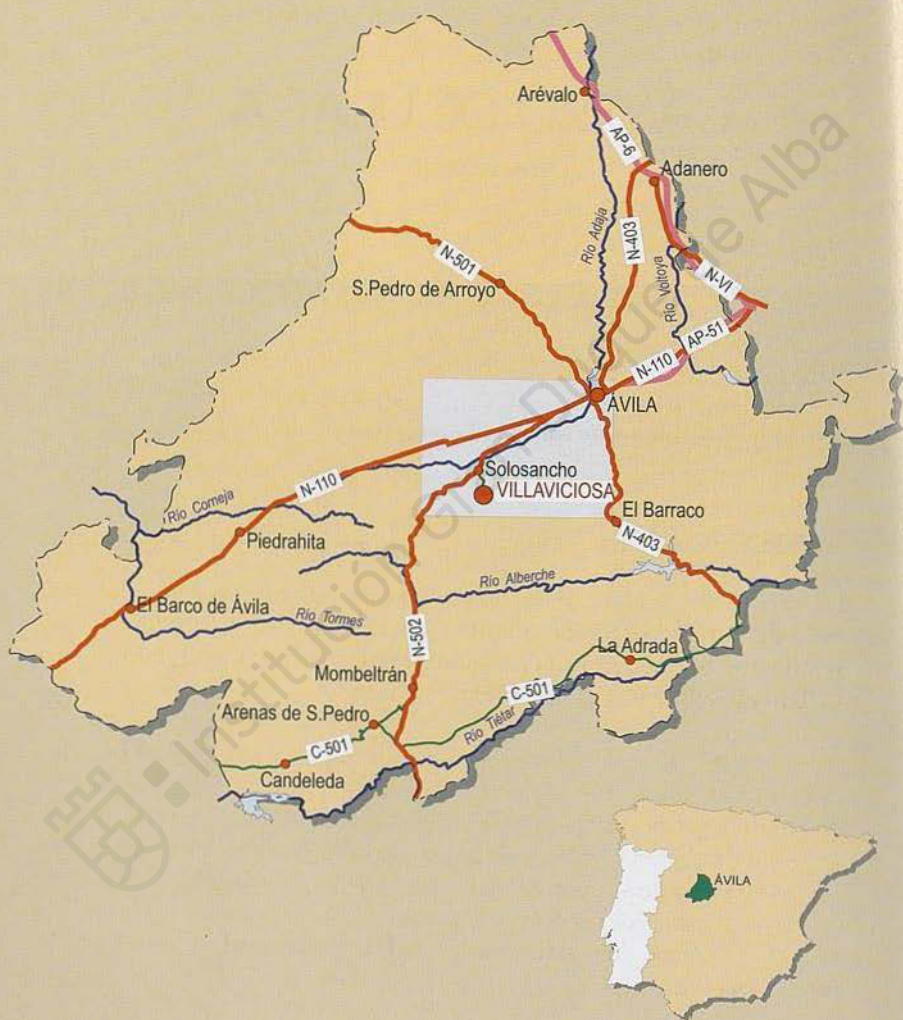 Arévalo
AP-6
Adanero
Río Adaja
N-403
Río Voltoya
N-VI
N-501
S.Pedro de Arroyo
AP-51
N-110
ÁVILA
Solosancho
VILLAVICIOSA
N-110
Río Corneja
Piedrahita
El Barraco
N-403
Río Alberche
El Barco de Ávila
Río Tormes
N-502
La Adrada
Mombeltrán
C-501
Arenas de S.Pedro
Río Tiétar
C-501
Candeleda
ÁVILA
Institución Gran Duque de Alba